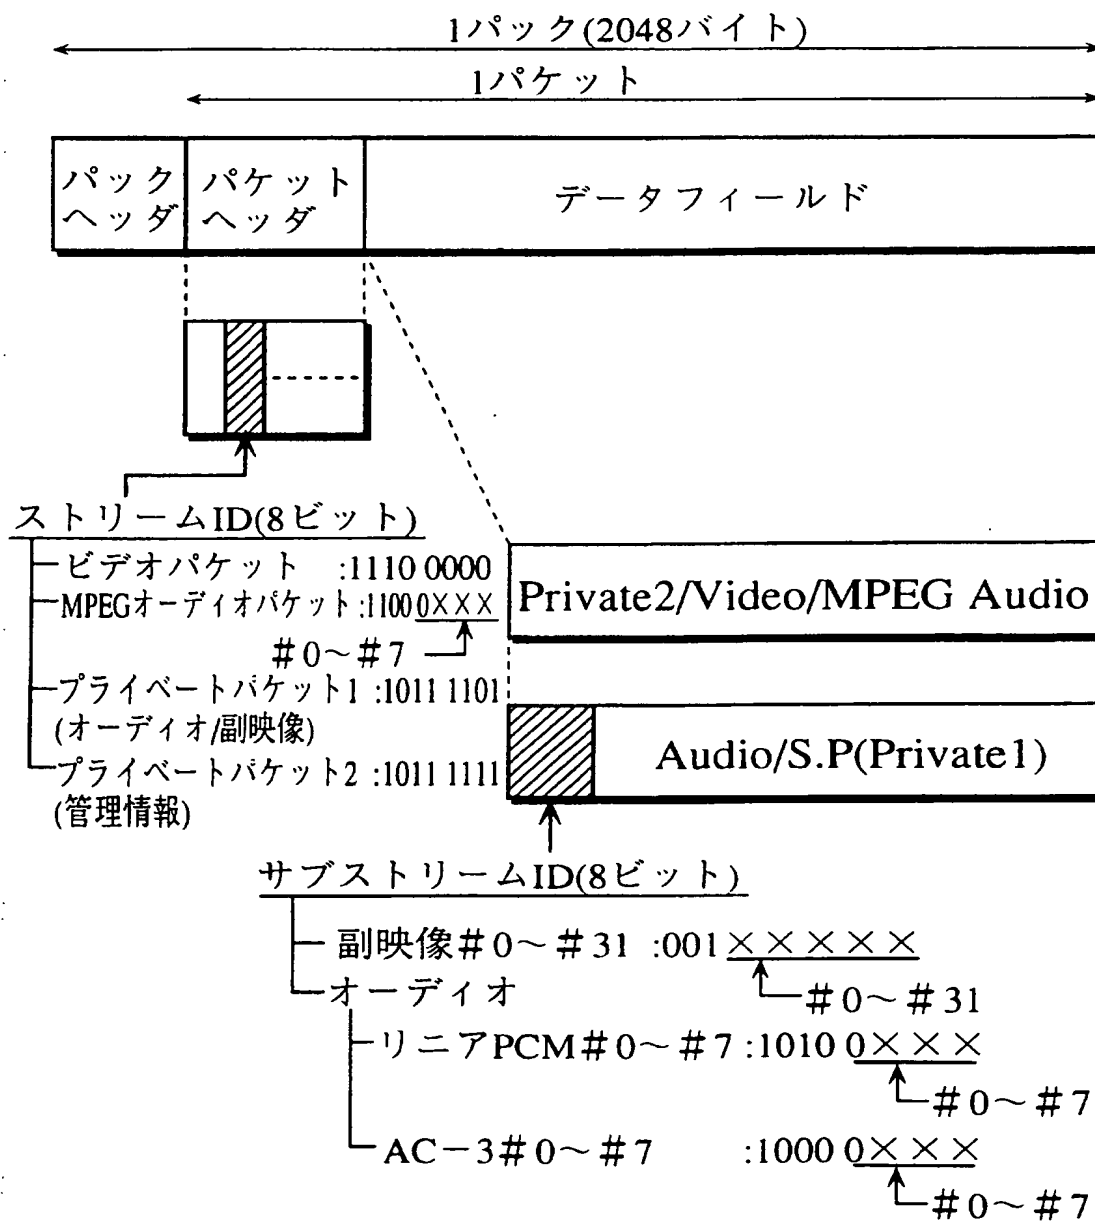 1パック(2048バイト)
1パケット
パック パケット
ヘッダ ヘッダ
データフィールド
ストリームID(8ビット)
ビデオパケット :1110 0000
MPEGオーディオパケット:1100 0×××
#0~#7
プライベートパケット1 :1011 1101
(オーディオ/副映像)
プライベートパケット2 :1011 1111
(管理情報)
Private2/Video/MPEG Audio
Audio/S.P(Private1)
サブストリームID(8ビット)
副映像#0~#31 :001×××××
#0~#31
オーディオ
リニアPCM#0~#7 :1010 0×××
#0~#7
AC-3#0~#7 :1000 0×××
#0~#7